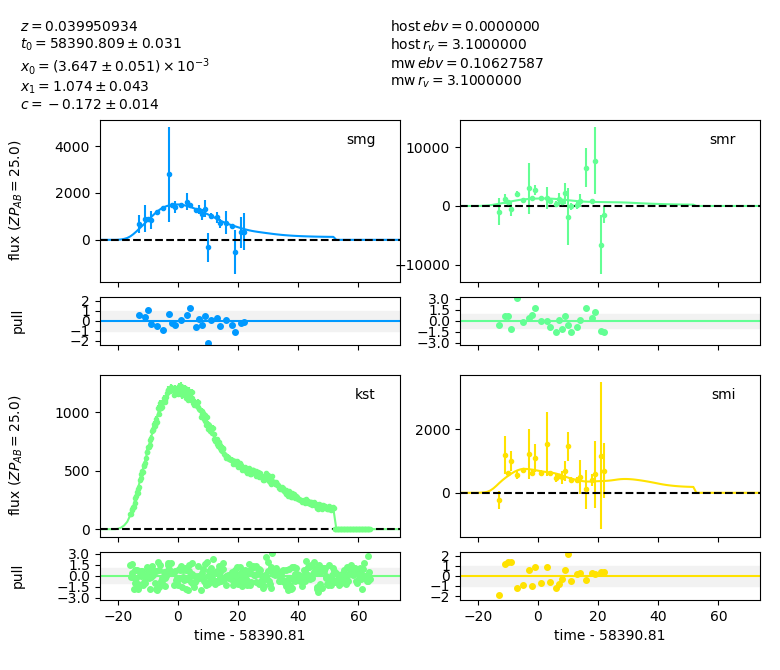 z = 0.039950934
t₀ = 58390.809 ± 0.031
x₀ = (3.647 ± 0.051) × 10⁻³
x₁ = 1.074 ± 0.043
c = −0.172 ± 0.014
host ebv = 0.0000000
host r_v = 3.1000000
mw ebv = 0.10627587
mw r_v = 3.1000000
flux (ZP_AB = 25.0)
4000
2000
0
smg
10000
0
−10000
smr
pull
2
1
0
−1
−2
3.0
1.5
0.0
−1.5
−3.0
flux (ZP_AB = 25.0)
1000
500
0
kst
2000
0
smi
pull
3.0
1.5
0.0
−1.5
−3.0
2
1
0
−1
−2
−20 0 20 40 60
time - 58390.81
−20 0 20 40 60
time - 58390.81